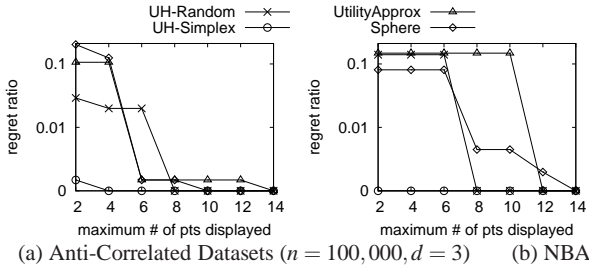 UH-Random
UH-Simplex
UtilityApprox
Sphere
regret ratio
0.1
0.01
0
2 4 6 8 10 12 14
maximum # of pts displayed
regret ratio
0.1
0.01
0
2 4 6 8 10 12 14
maximum # of pts displayed
(a) Anti-Correlated Datasets (n = 100,000,d = 3)
(b) NBA